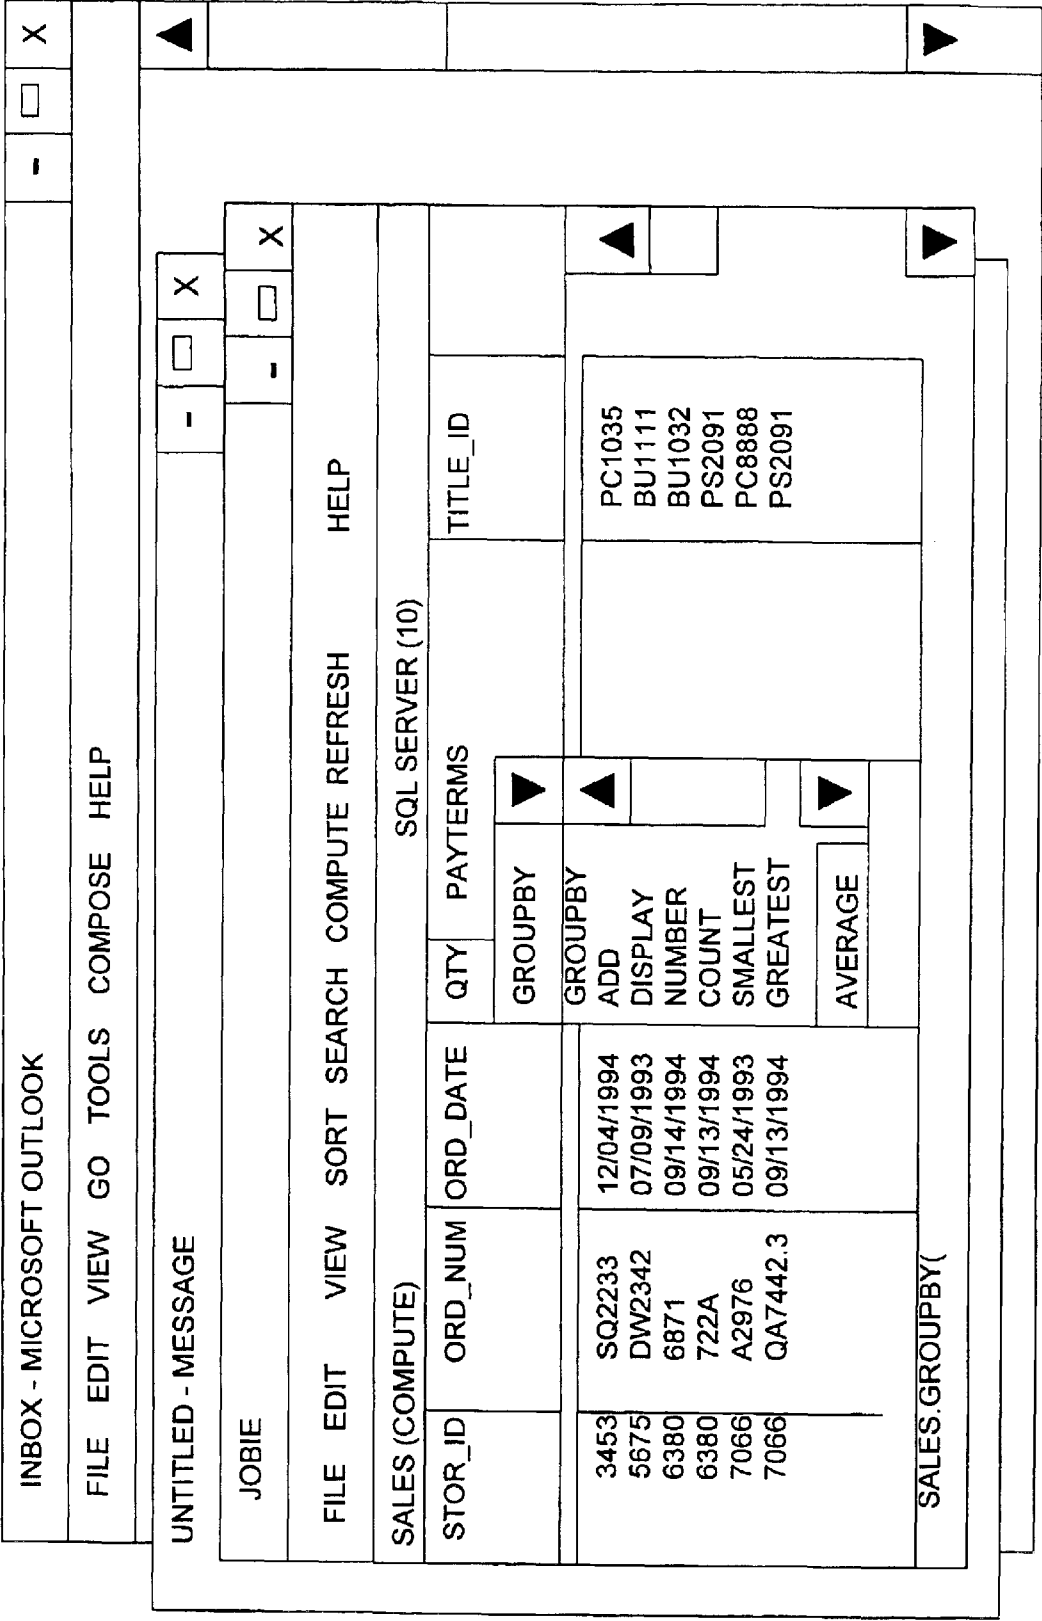 INBOX - MICROSOFT OUTLOOK - X
FILE EDIT VIEW GO TOOLS COMPOSE HELP
UNTITLED - MESSAGE - X
JOBIE - X
FILE EDIT VIEW SORT SEARCH COMPUTE REFRESH HELP
SALES (COMPUTE) SQL SERVER (10)
STOR_ID ORD_NUM ORD_DATE QTY PAYTERMS TITLE_ID
GROUPBY
GROUPBY
3453 SQ2233 12/04/1994 ADD PC1035
5675 DW2342 07/09/1993 DISPLAY BU1111
6380 6871 09/14/1994 NUMBER BU1032
6380 722A 09/13/1994 COUNT PS2091
7066 A2976 05/24/1993 SMALLEST PC8888
7066 QA7442.3 09/13/1994 GREATEST PS2091
AVERAGE
SALES.GROUPBY(